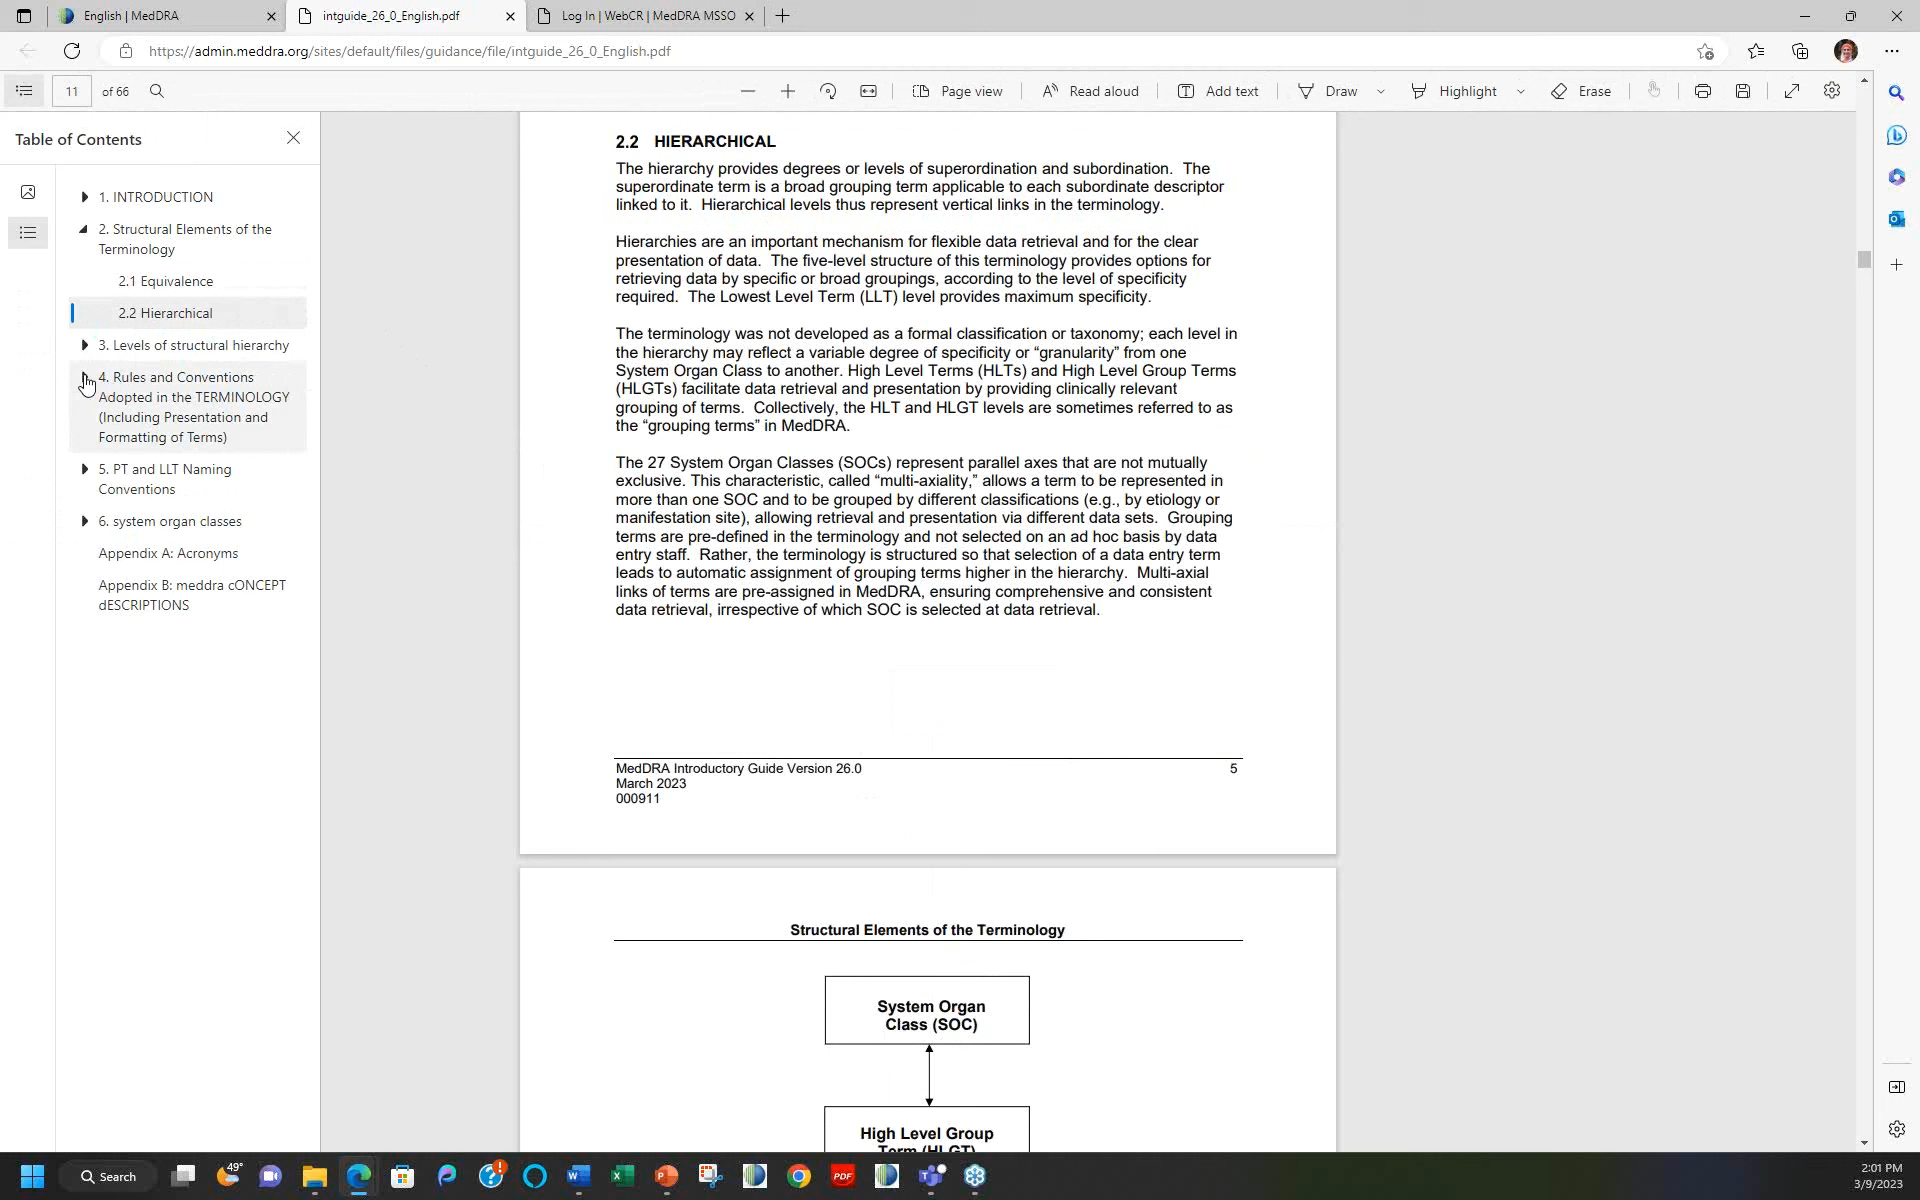 English | MedDRA
intguide_26_0_English.pdf
Log In | WebCR | MedDRA MSSO
https://admin.meddra.org/sites/default/files/guidance/file/intguide_26_0_English.pdf
11 of 66
Page view
Read aloud
Add text
Draw
Highlight
Erase
Table of Contents
1. INTRODUCTION
2. Structural Elements of the
Terminology
2.1 Equivalence
2.2 Hierarchical
3. Levels of structural hierarchy
4. Rules and Conventions
Adopted in the TERMINOLOGY
(Including Presentation and
Formatting of Terms)
5. PT and LLT Naming
Conventions
6. system organ classes
Appendix A: Acronyms
Appendix B: meddra cONCEPT
dESCRIPTIONS
2.2 HIERARCHICAL
The hierarchy provides degrees or levels of superordination and subordination. The
superordinate term is a broad grouping term applicable to each subordinate descriptor
linked to it. Hierarchical levels thus represent vertical links in the terminology.
Hierarchies are an important mechanism for flexible data retrieval and for the clear
presentation of data. The five-level structure of this terminology provides options for
retrieving data by specific or broad groupings, according to the level of specificity
required. The Lowest Level Term (LLT) level provides maximum specificity.
The terminology was not developed as a formal classification or taxonomy; each level in
the hierarchy may reflect a variable degree of specificity or “granularity” from one
System Organ Class to another. High Level Terms (HLTs) and High Level Group Terms
(HLGTs) facilitate data retrieval and presentation by providing clinically relevant
grouping of terms. Collectively, the HLT and HLGT levels are sometimes referred to as
the “grouping terms” in MedDRA.
The 27 System Organ Classes (SOCs) represent parallel axes that are not mutually
exclusive. This characteristic, called “multi-axiality,” allows a term to be represented in
more than one SOC and to be grouped by different classifications (e.g., by etiology or
manifestation site), allowing retrieval and presentation via different data sets. Grouping
terms are pre-defined in the terminology and not selected on an ad hoc basis by data
entry staff. Rather, the terminology is structured so that selection of a data entry term
leads to automatic assignment of grouping terms higher in the hierarchy. Multi-axial
links of terms are pre-assigned in MedDRA, ensuring comprehensive and consistent
data retrieval, irrespective of which SOC is selected at data retrieval.
MedDRA Introductory Guide Version 26.0 5
March 2023
000911
Structural Elements of the Terminology
System Organ
Class (SOC)
High Level Group
Term (HLGT)
Search
49°
PDF
2:01 PM
3/9/2023